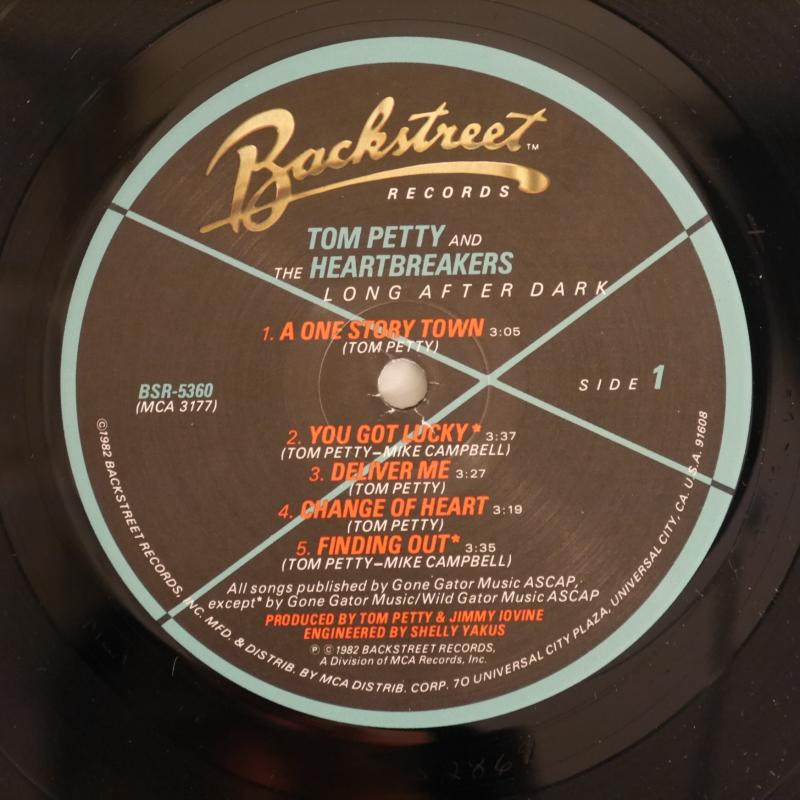 Backstreet™
RECORDS
TOM PETTY AND
THE HEARTBREAKERS
LONG AFTER DARK
1. A ONE STORY TOWN 3:05
(TOM PETTY)
BSR-5360
(MCA 3177)
SIDE 1
2. YOU GOT LUCKY* 3:37
(TOM PETTY–MIKE CAMPBELL)
3. DELIVER ME 3:27
(TOM PETTY)
4. CHANGE OF HEART 3:19
(TOM PETTY)
5. FINDING OUT* 3:35
(TOM PETTY–MIKE CAMPBELL)
All songs published by Gone Gator Music ASCAP,
except* by Gone Gator Music/Wild Gator Music ASCAP
PRODUCED BY TOM PETTY & JIMMY IOVINE
ENGINEERED BY SHELLY YAKUS
℗ © 1982 BACKSTREET RECORDS,
A Division of MCA Records, Inc.
©1982 BACKSTREET RECORDS, INC. MFD. & DISTRIB. BY MCA DISTRIB. CORP. 70 UNIVERSAL CITY PLAZA, UNIVERSAL CITY, CA. U.S.A. 91608